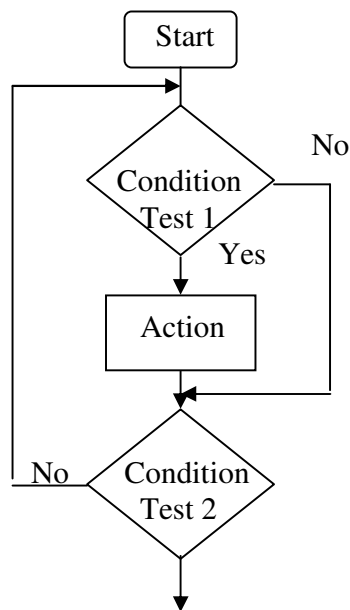 Start
No
Condition
Test 1
Yes
Action
No
Condition
Test 2